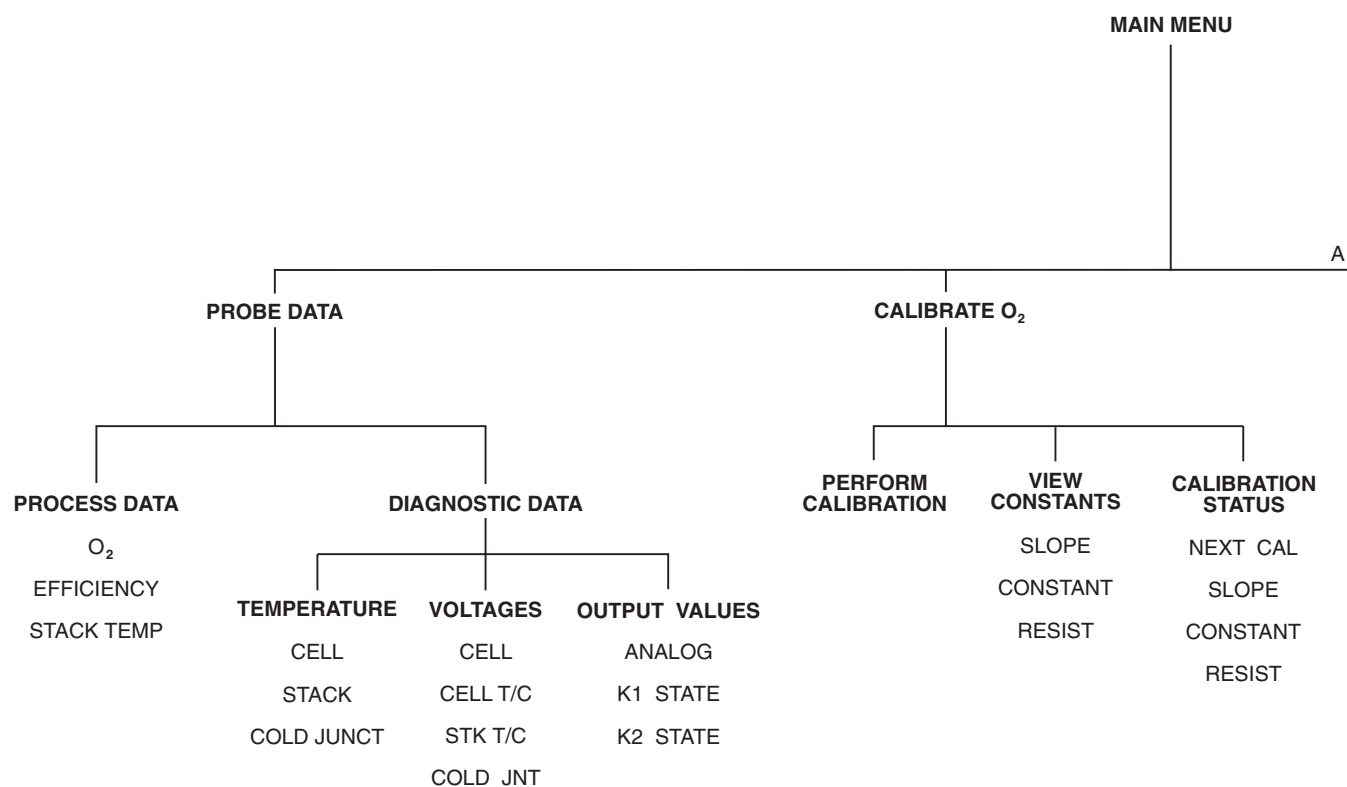 MAIN MENU
A
PROBE DATA
CALIBRATE O₂
PROCESS DATA
O₂
EFFICIENCY
STACK TEMP
DIAGNOSTIC DATA
TEMPERATURE
CELL
STACK
COLD JUNCT
VOLTAGES
CELL
CELL T/C
STK T/C
COLD JNT
OUTPUT VALUES
ANALOG
K1 STATE
K2 STATE
PERFORM
CALIBRATION
VIEW
CONSTANTS
SLOPE
CONSTANT
RESIST
CALIBRATION
STATUS
NEXT CAL
SLOPE
CONSTANT
RESIST